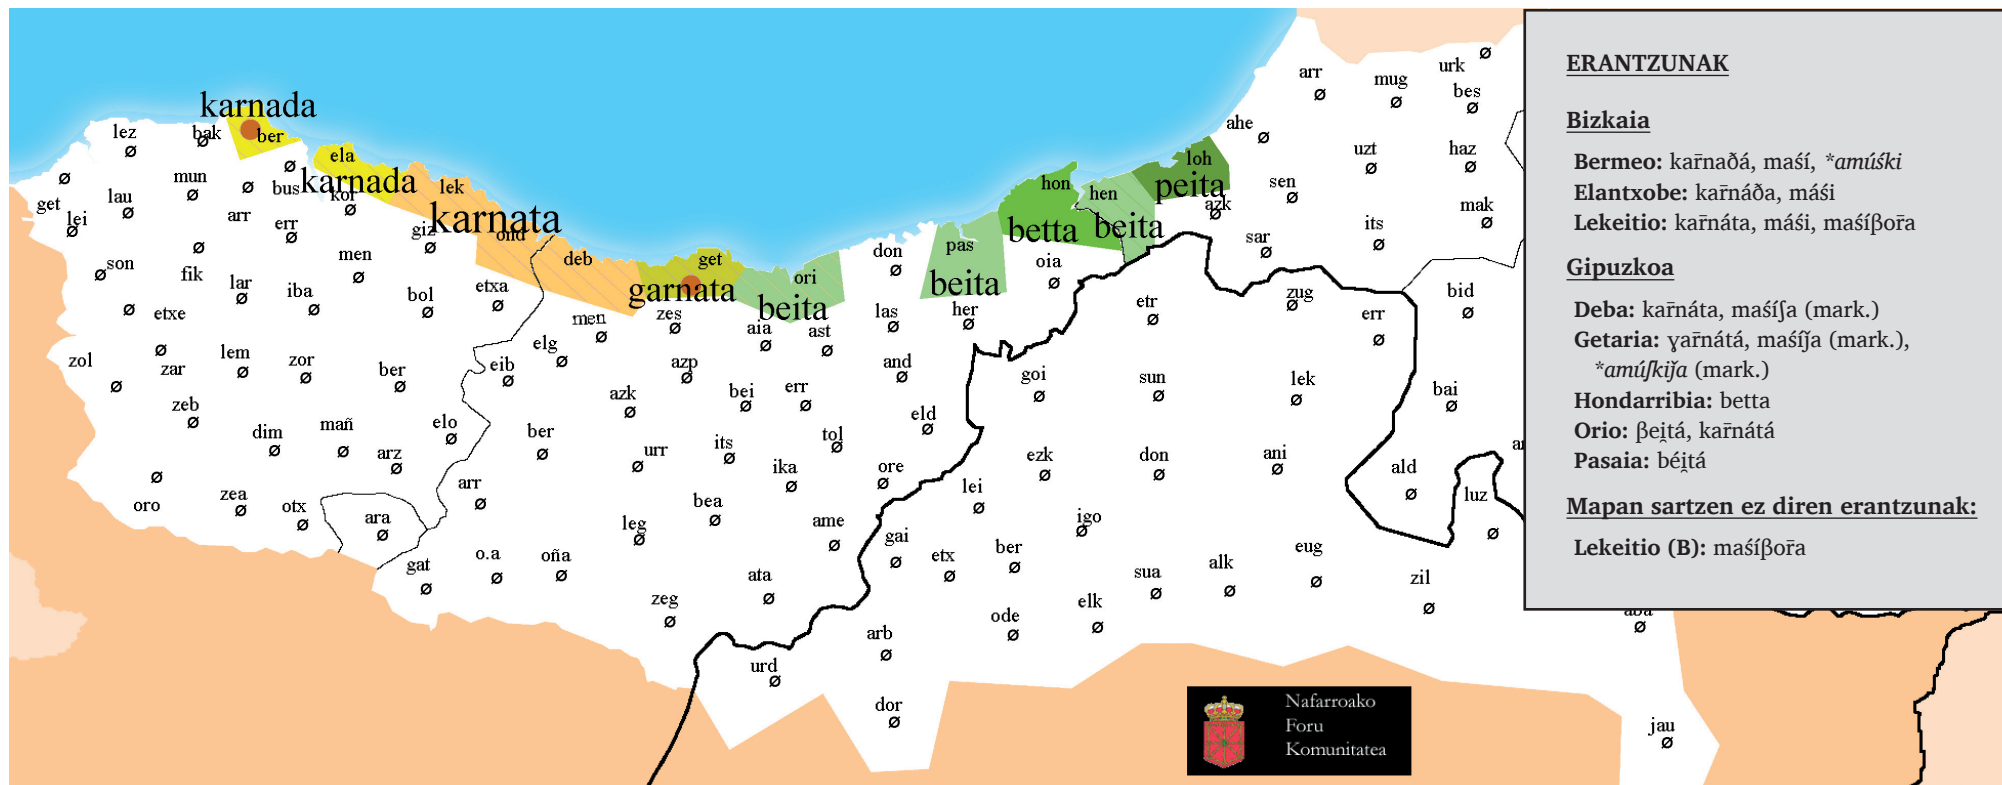 karnada
karnada
karnata
garnata
beita
beita
betta
beita
peita
lez
bak
ber
ela
lek
ond
deb
get
ori
don
pas
hon
hen
loh
azk
ahe
arr
mug
urk
bes
get
lei
lau
mun
arr
bus
kor
err
giz
men
uzt
haz
sen
its
mak
sar
son
fik
lar
iba
bol
etxa
etxe
men
zes
aia
ast
las
her
oia
etr
zug
err
bid
zol
zar
lem
zor
ber
eib
elg
azp
azk
bei
err
and
goi
sun
lek
bai
zeb
dim
mañ
arz
elo
ber
urr
its
ika
tol
eld
ore
ezk
don
ani
ald
luz
oro
zea
otx
ara
arr
leg
bea
ame
gai
lei
igo
gat
o.a
oña
zeg
ata
etx
ber
sua
alk
eug
zil
urd
arb
ode
elk
dor
jau
Nafarroako
Foru
Komunitatea
ERANTZUNAK
Bizkaia
Bermeo: kar̄naðá, maśí, *amúśki
Elantxobe: kar̄náða, máśi
Lekeitio: kar̄náta, máśi, maśíβor̄a
Gipuzkoa
Deba: kar̄náta, maśíʃa (mark.)
Getaria: ɣar̄nátá, maśíʃ̌a (mark.),
*amúʃkiǰa (mark.)
Hondarribia: betta
Orio: βei̯tá, kar̄nátá
Pasaia: béi̯tá
Mapan sartzen ez diren erantzunak:
Lekeitio (B): maśíβor̄a